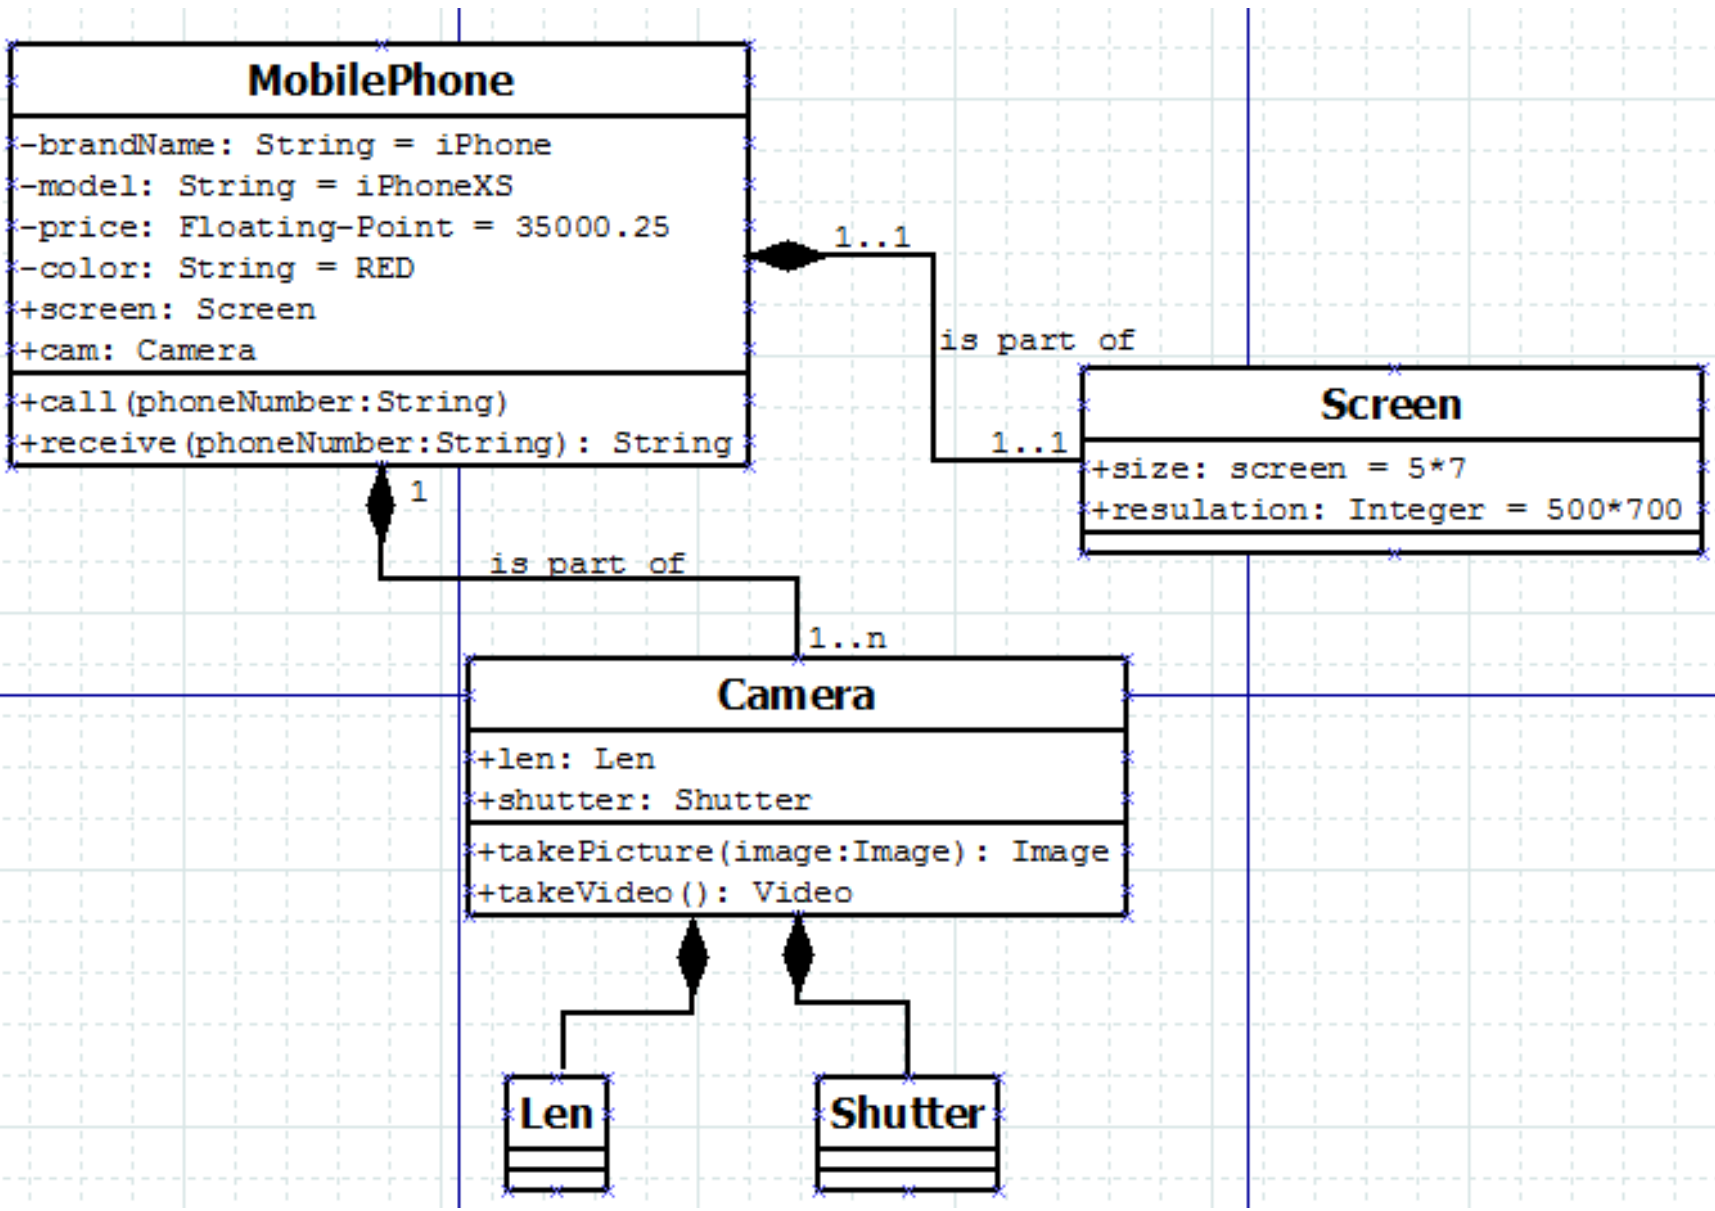 MobilePhone
-brandName: String = iPhone
-model: String = iPhoneXS
-price: Floating-Point = 35000.25
-color: String = RED
+screen: Screen
+cam: Camera
+call(phoneNumber:String)
+receive(phoneNumber:String): String
1..1
is part of
1..1
Screen
+size: screen = 5*7
+resulation: Integer = 500*700
1
is part of
1..n
Camera
+len: Len
+shutter: Shutter
+takePicture(image:Image): Image
+takeVideo(): Video
Len
Shutter